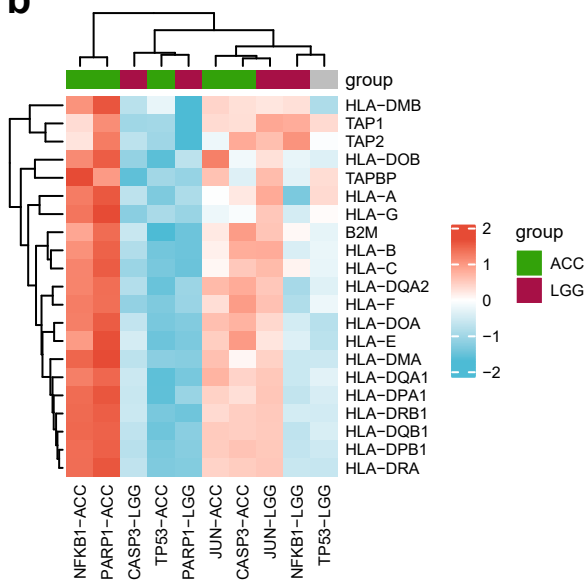 b
group
HLA−DMB
TAP1
TAP2
HLA−DOB
TAPBP
HLA−A
HLA−G
B2M
HLA−B
HLA−C
HLA−DQA2
HLA−F
HLA−DOA
HLA−E
HLA−DMA
HLA−DQA1
HLA−DPA1
HLA−DRB1
HLA−DQB1
HLA−DPB1
HLA−DRA
NFKB1−ACC
PARP1−ACC
CASP3−LGG
TP53−ACC
PARP1−LGG
JUN−ACC
CASP3−ACC
JUN−LGG
NFKB1−LGG
TP53−LGG
2
1
0
−1
−2
group
ACC
LGG